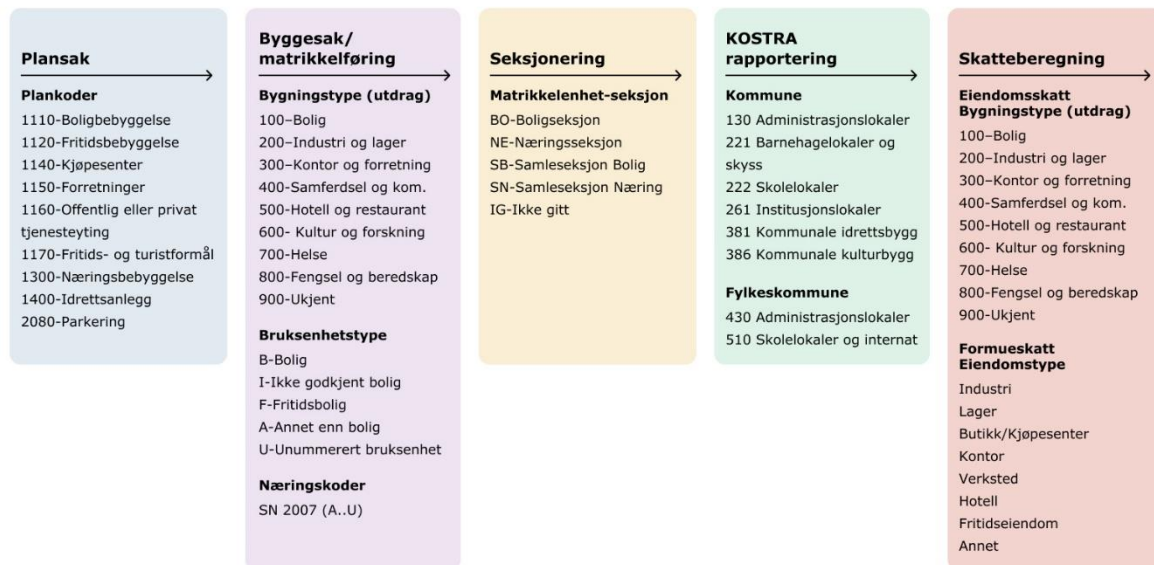 Plansak
Plankoder
1110-Boligbebyggelse
1120-Fritidsbebyggelse
1140-Kjøpesenter
1150-Forretninger
1160-Offentlig eller privat
tjenesteyting
1170-Fritids- og turistformål
1300-Næringsbebyggelse
1400-Idrettsanlegg
2080-Parkering
Byggesak/
matrikkelføring
Bygningstype (utdrag)
100–Bolig
200–Industri og lager
300–Kontor og forretning
400-Samferdsel og kom.
500-Hotell og restaurant
600- Kultur og forskning
700-Helse
800-Fengsel og beredskap
900-Ukjent
Bruksenhetstype
B-Bolig
I-Ikke godkjent bolig
F-Fritidsbolig
A-Annet enn bolig
U-Unummerert bruksenhet
Næringskoder
SN 2007 (A..U)
Seksjonering
Matrikkelenhet-seksjon
BO-Boligseksjon
NE-Næringsseksjon
SB-Samleseksjon Bolig
SN-Samleseksjon Næring
IG-Ikke gitt
KOSTRA
rapportering
Kommune
130 Administrasjonslokaler
221 Barnehagelokaler og
skyss
222 Skolelokaler
261 Institusjonslokaler
381 Kommunale idrettsbygg
386 Kommunale kulturbygg
Fylkeskommune
430 Administrasjonslokaler
510 Skolelokaler og internat
Skatteberegning
Eiendomsskatt
Bygningstype (utdrag)
100–Bolig
200–Industri og lager
300–Kontor og forretning
400-Samferdsel og kom.
500-Hotell og restaurant
600- Kultur og forskning
700-Helse
800-Fengsel og beredskap
900-Ukjent
Formueskatt
Eiendomstype
Industri
Lager
Butikk/Kjøpesenter
Kontor
Verksted
Hotell
Fritidseiendom
Annet